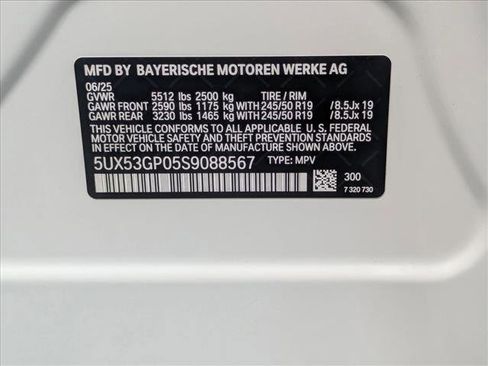 MFD BY BAYERISCHE MOTOREN WERKE AG
06/25
GVWR 5512 lbs 2500 kg TIRE / RIM
GAWR FRONT 2590 lbs 1175 kg WITH 245/50 R19 /8.5Jx 19
GAWR REAR 3230 lbs 1465 kg WITH 245/50 R19 /8.5Jx 19
THIS VEHICLE CONFORMS TO ALL APPLICABLE U. S. FEDERAL
MOTOR VEHICLE SAFETY AND THEFT PREVENTION STANDARDS
IN EFFECT ON THE DATE OF MANUFACTURE SHOWN ABOVE.
5UX53GP05S9088567 TYPE: MPV
300
7 320 730